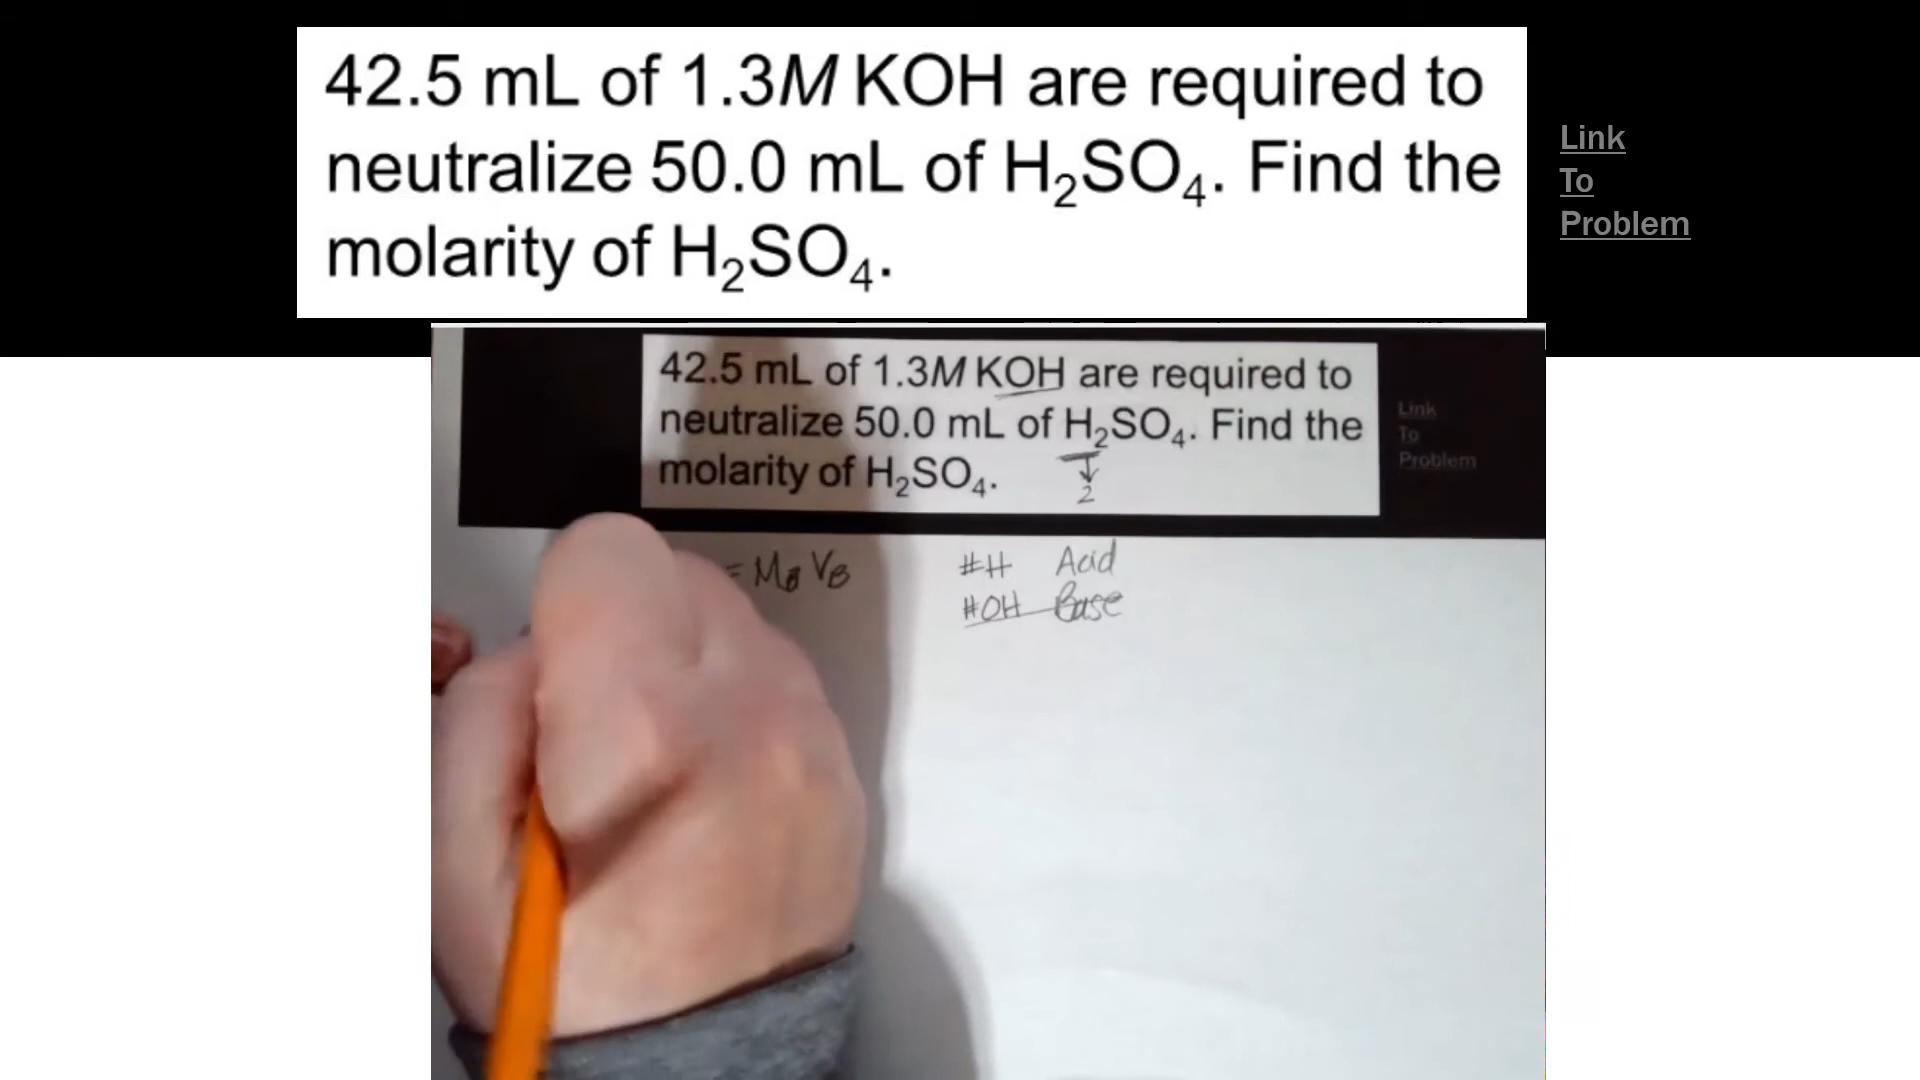 42.5 mL of 1.3M KOH are required to
neutralize 50.0 mL of H₂SO₄. Find the
molarity of H₂SO₄.
Link
To
Problem
42.5 mL of 1.3M KOH are required to
neutralize 50.0 mL of H₂SO₄. Find the
molarity of H₂SO₄.
2
Link
To
Problem
= M_B V_B
#H Acid
#OH Base